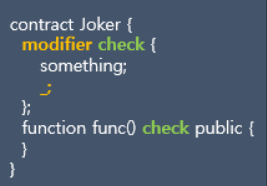 contract Joker {
modifier check {
something;
_;
};
function func() check public {
}
}